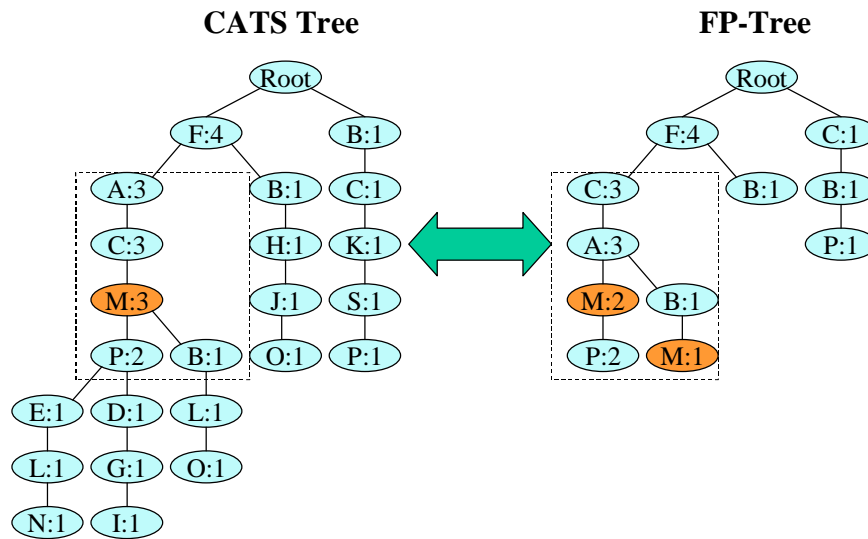 CATS Tree FP-Tree
Root Root
F:4 B:1 F:4 C:1
A:3 B:1 C:1 C:3 B:1 B:1
C:3 H:1 K:1 A:3 P:1
M:3 J:1 S:1 M:2 B:1
P:2 B:1 O:1 P:1 P:2 M:1
E:1 D:1 L:1
L:1 G:1 O:1
N:1 I:1